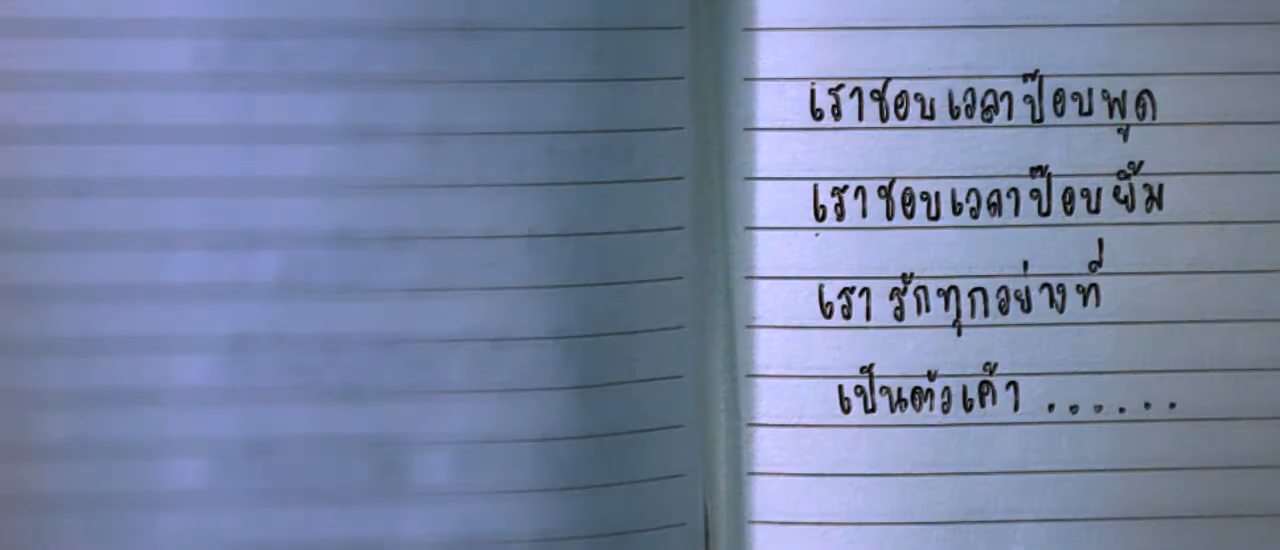 เราชอบเวลาป๊อบพูด
เราชอบเวลาป๊อบยิ้ม
เรา รักทุกอย่างที่
เป็นตัวเค้า ......